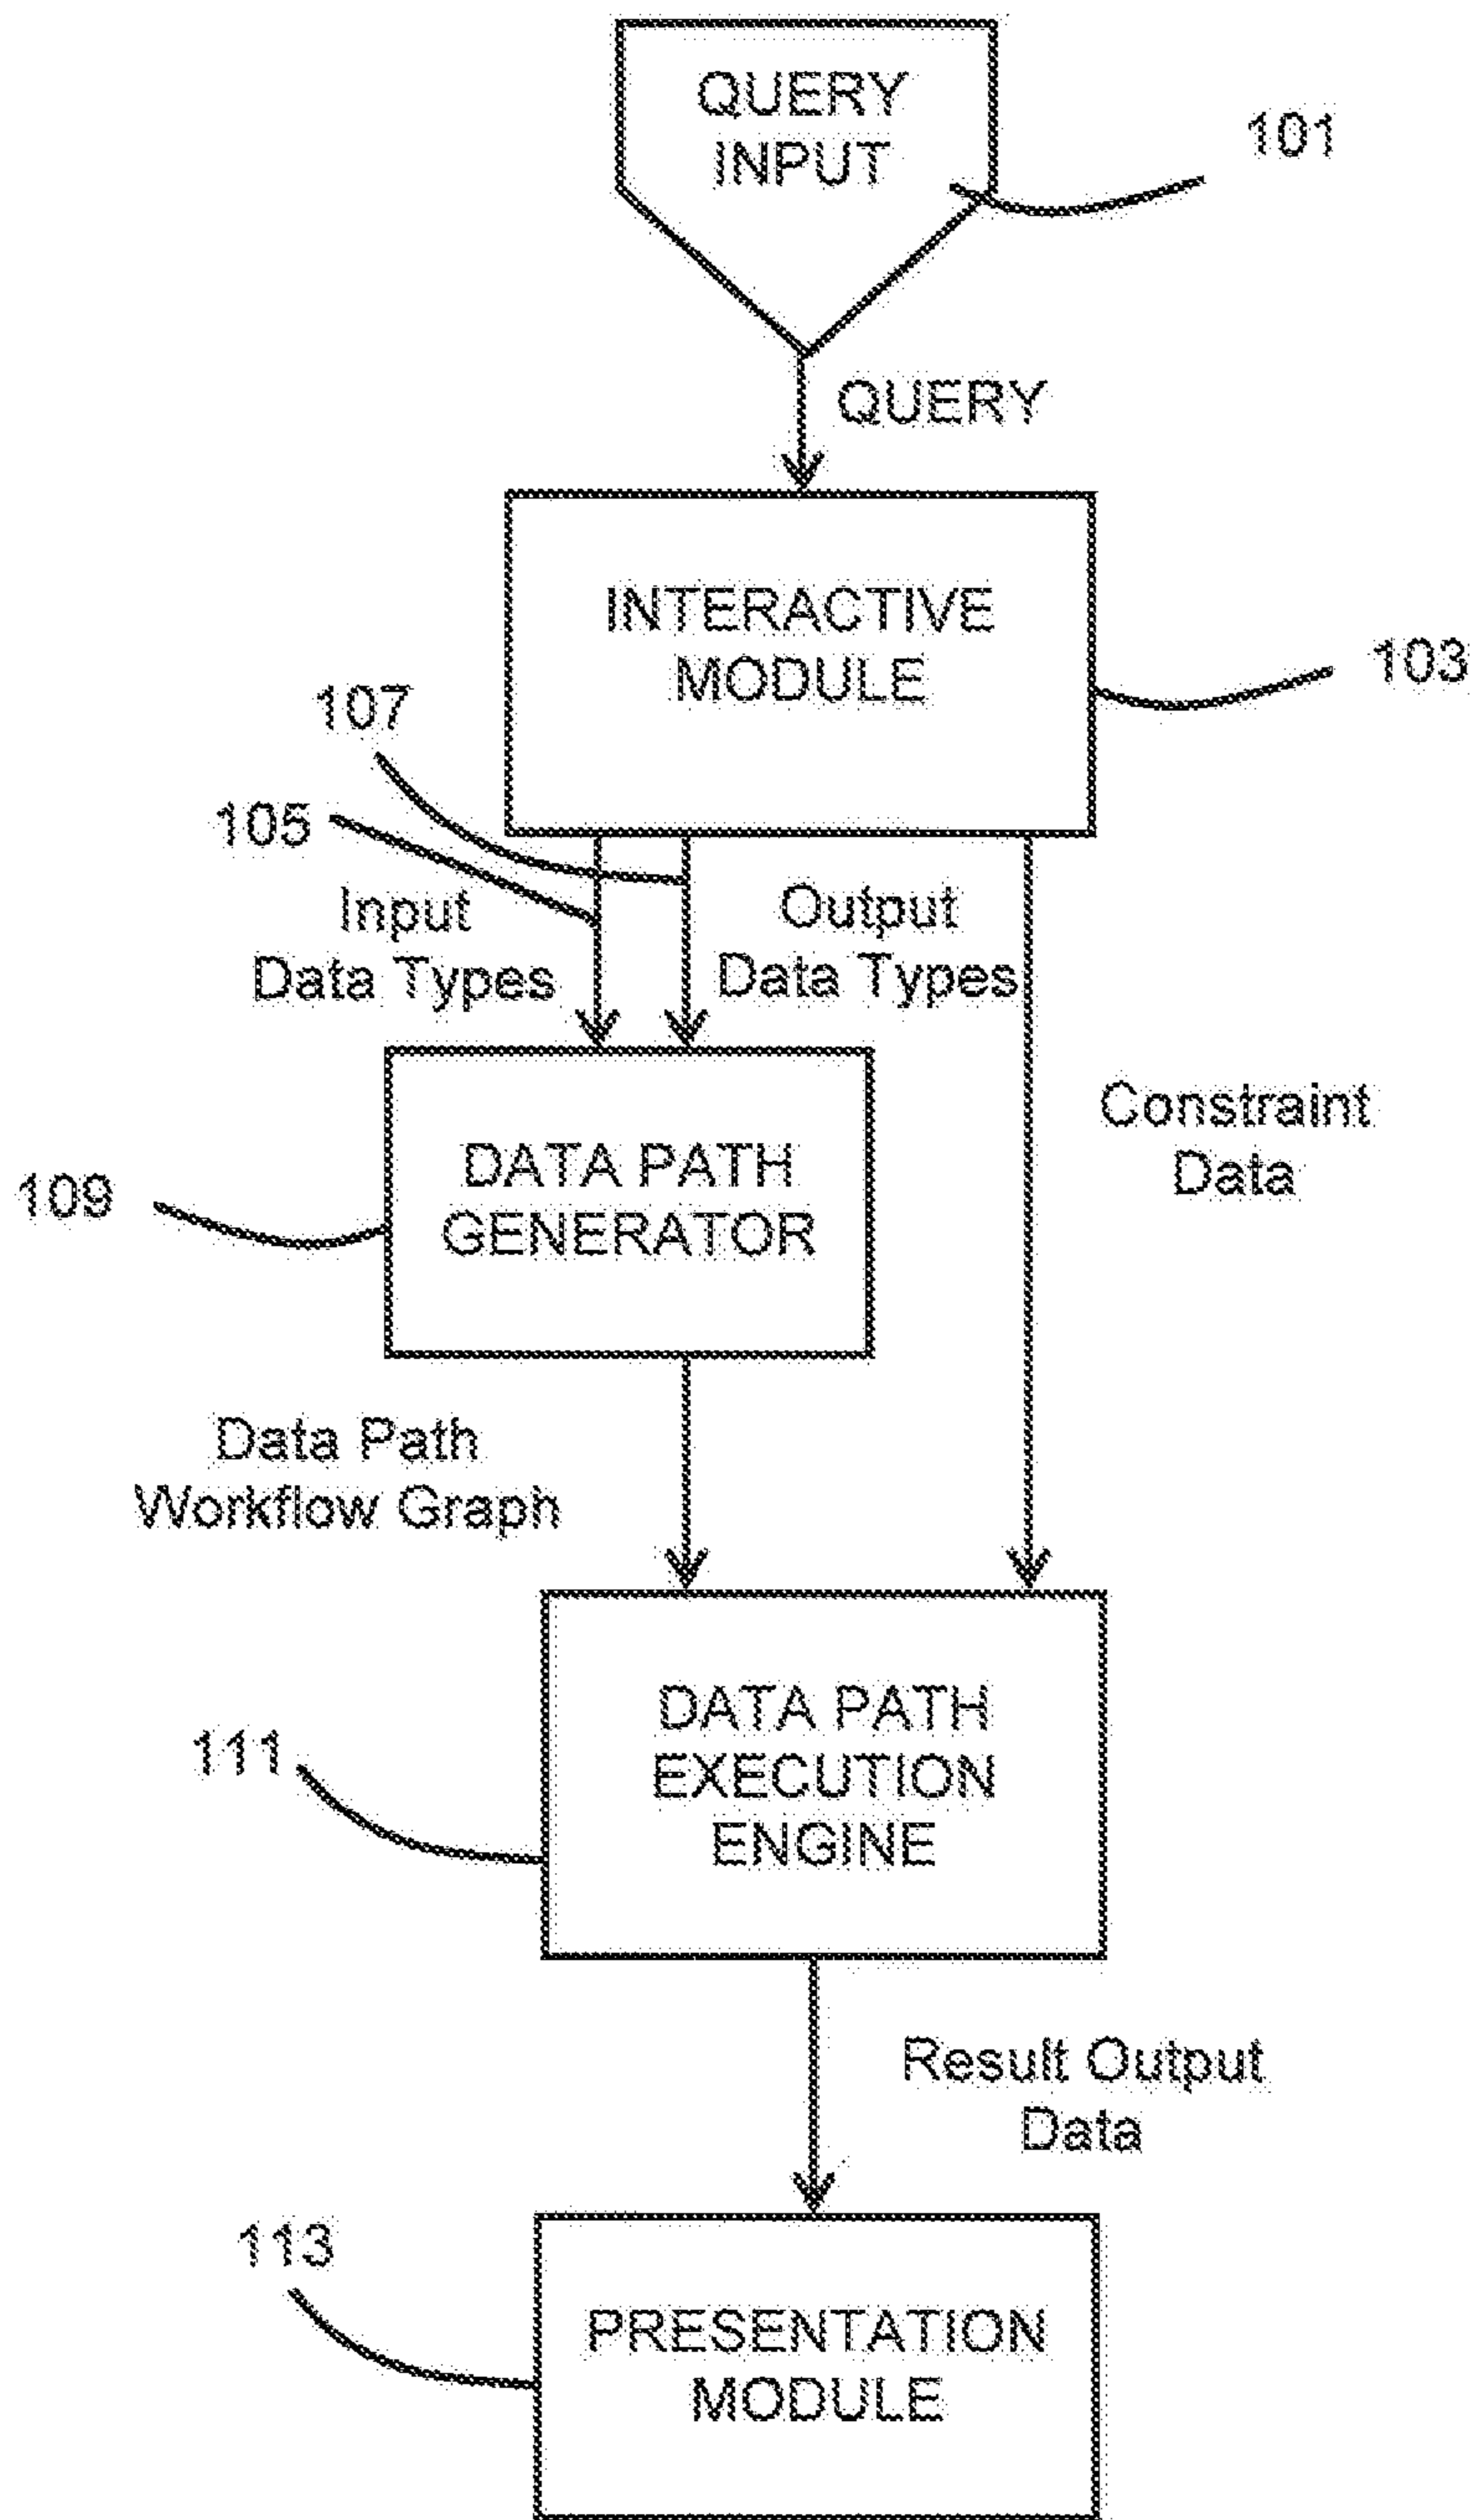 QUERY
INPUT
101
QUERY
INTERACTIVE
MODULE
103
107
105
Input
Data Types
Output
Data Types
Constraint
Data
109
DATA PATH
GENERATOR
Data Path
Workflow Graph
111
DATA PATH
EXECUTION
ENGINE
Result Output
Data
113
PRESENTATION
MODULE